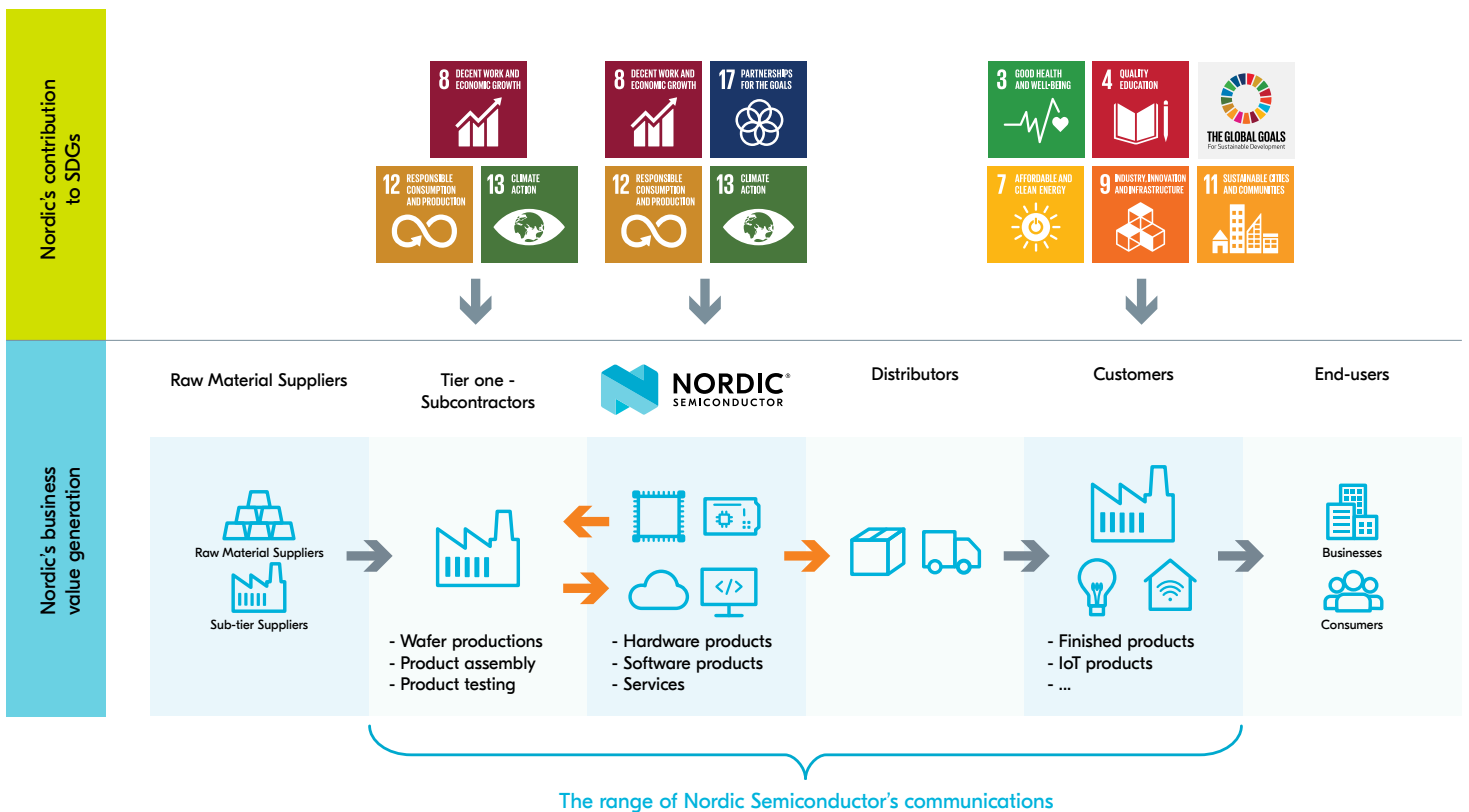 Nordic's contribution
to SDGs
8 DECENT WORK AND
ECONOMIC GROWTH
12 RESPONSIBLE
CONSUMPTION
AND PRODUCTION
13 CLIMATE
ACTION
8 DECENT WORK AND
ECONOMIC GROWTH
17 PARTNERSHIPS
FOR THE GOALS
12 RESPONSIBLE
CONSUMPTION
AND PRODUCTION
13 CLIMATE
ACTION
3 GOOD HEALTH
AND WELL-BEING
4 QUALITY
EDUCATION
THE GLOBAL GOALS
For Sustainable Development
7 AFFORDABLE AND
CLEAN ENERGY
9 INDUSTRY, INNOVATION
AND INFRASTRUCTURE
11 SUSTAINABLE CITIES
AND COMMUNITIES
Nordic's business
value generation
Raw Material Suppliers
Tier one -
Subcontractors
NORDIC®
SEMICONDUCTOR
Distributors
Customers
End-users
Raw Material Suppliers
Sub-tier Suppliers
- Wafer productions
- Product assembly
- Product testing
</>
- Hardware products
- Software products
- Services
- Finished products
- IoT products
- ...
Businesses
Consumers
The range of Nordic Semiconductor's communications